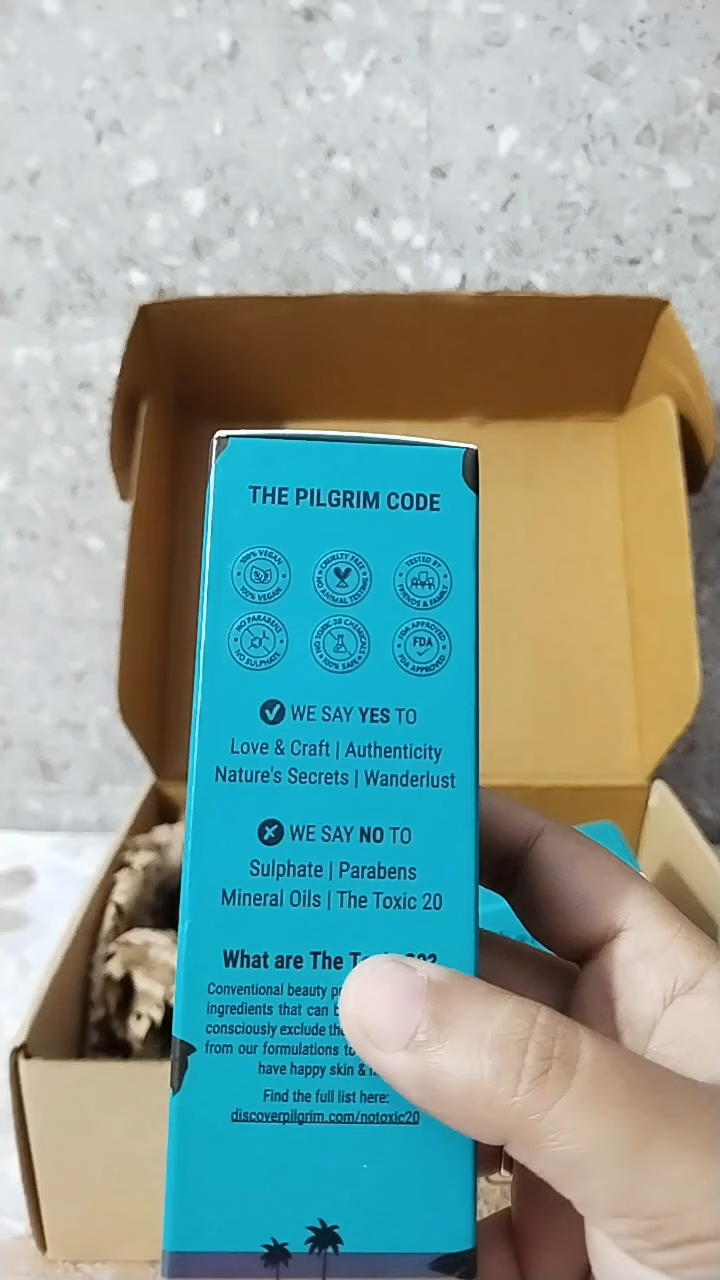 THE PILGRIM CODE
100% VEGAN
100% VEGAN
CRUELTY FREE
NO ANIMAL TESTING
TESTED BY
FRIENDS & FAMILY
NO PARABENS
NO SULPHATE
NO TOXIC 20 CHEMICALS
100% SAFE
FDA APPROVED
FDA
FDA APPROVED
WE SAY YES TO
Love & Craft | Authenticity
Nature's Secrets | Wanderlust
WE SAY NO TO
Sulphate | Parabens
Mineral Oils | The Toxic 20
What are The
Conventional beauty
ingredients that can
consciously exclude
from our formulations
have happy skin &
Find the full list here:
discoverpilgrim.com/notoxic20